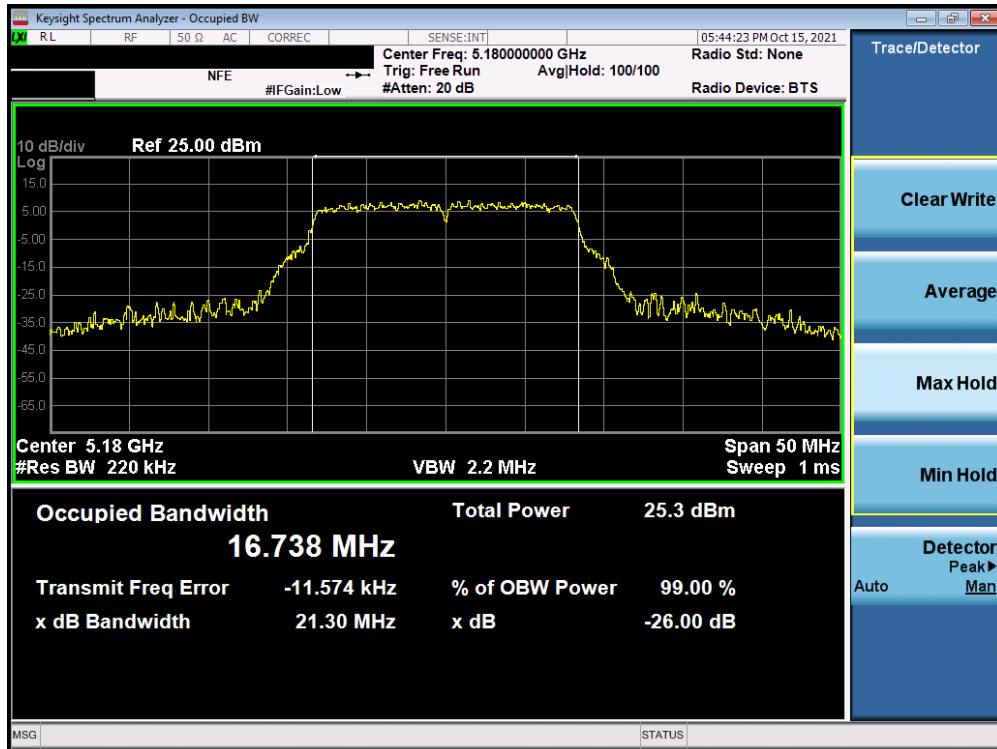 Keysight Spectrum Analyzer - Occupied BW
LXI RL RF 50 Ω AC CORREC SENSE:INT 05:44:23 PM Oct 15, 2021
Center Freq: 5.180000000 GHz Radio Std: None
NFE Trig: Free Run Avg|Hold: 100/100
#IFGain:Low #Atten: 20 dB Radio Device: BTS
Trace/Detector
10 dB/div Ref 25.00 dBm
Log
15.0
5.00
-5.00
-15.0
-25.0
-35.0
-45.0
-55.0
-65.0
Center 5.18 GHz Span 50 MHz
#Res BW 220 kHz VBW 2.2 MHz Sweep 1 ms
Occupied Bandwidth Total Power 25.3 dBm
16.738 MHz
Transmit Freq Error -11.574 kHz % of OBW Power 99.00 %
x dB Bandwidth 21.30 MHz x dB -26.00 dB
Clear Write
Average
Max Hold
Min Hold
Detector
Peak▶
Auto Man
MSG STATUS